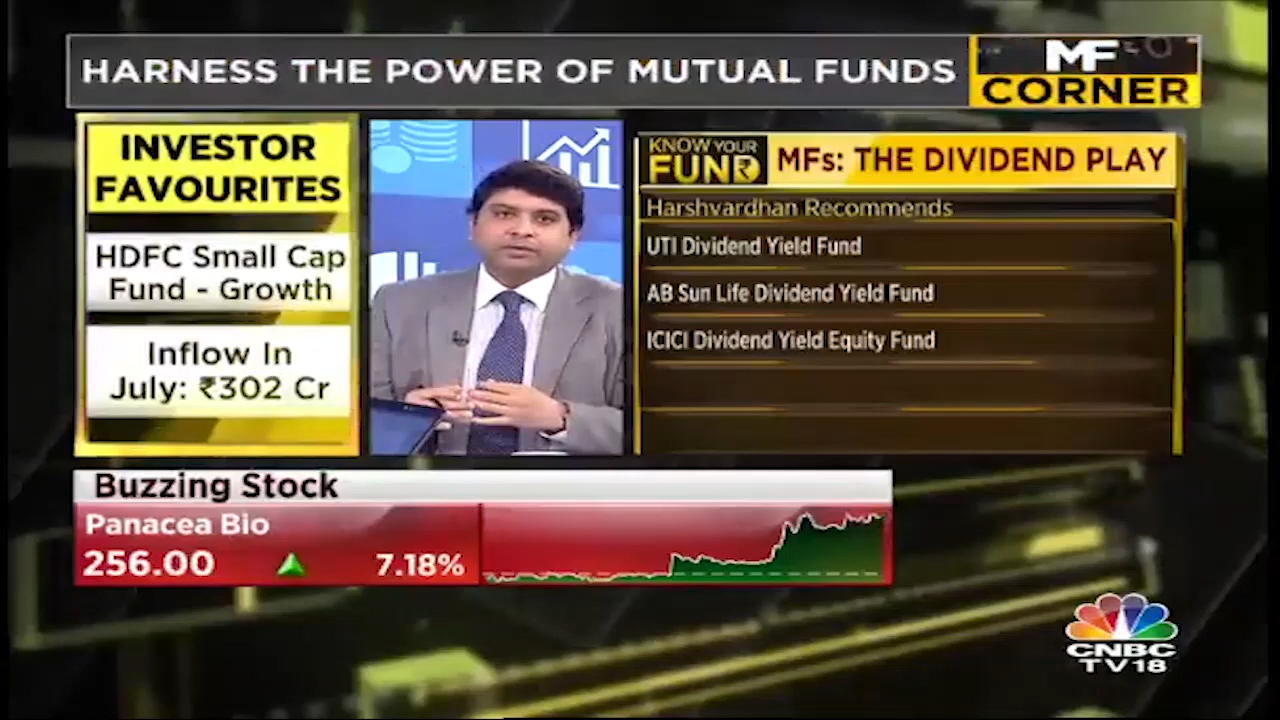 HARNESS THE POWER OF MUTUAL FUNDS
MF
CORNER
INVESTOR
FAVOURITES
HDFC Small Cap
Fund - Growth
Inflow In
July: ₹302 Cr
KNOW YOUR
FUND
MFs: THE DIVIDEND PLAY
Harshvardhan Recommends
UTI Dividend Yield Fund
AB Sun Life Dividend Yield Fund
ICICI Dividend Yield Equity Fund
Buzzing Stock
Panacea Bio
256.00 ▲ 7.18%
CNBC
TV18